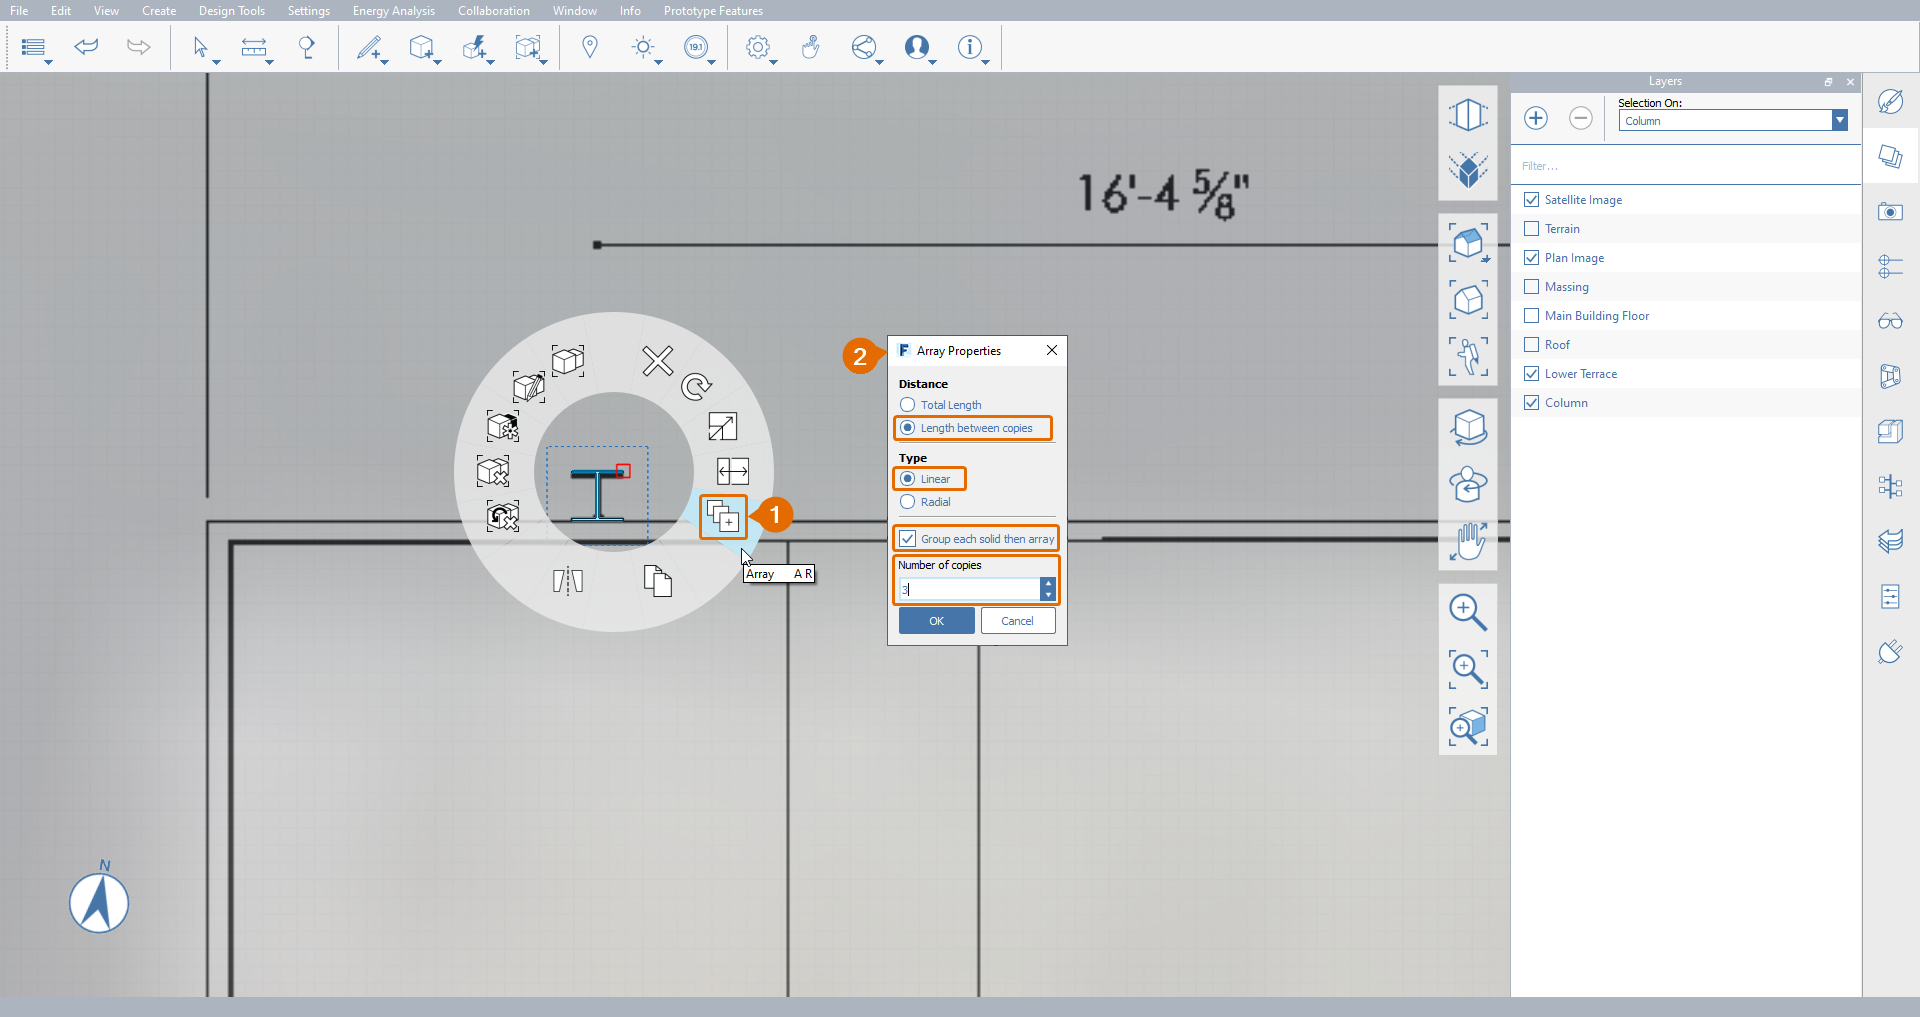 File Edit View Create Design Tools Settings Energy Analysis Collaboration Window Info Prototype Features
19.1
Layers
Selection On:
Column
Filter...
Satellite Image
Terrain
Plan Image
Massing
Main Building Floor
Roof
Lower Terrace
Column
16'-4 5/8"
2
F Array Properties
Distance
Total Length
Length between copies
Type
Linear
Radial
Group each solid then array
Number of copies
3
OK Cancel
1
Array A R
N